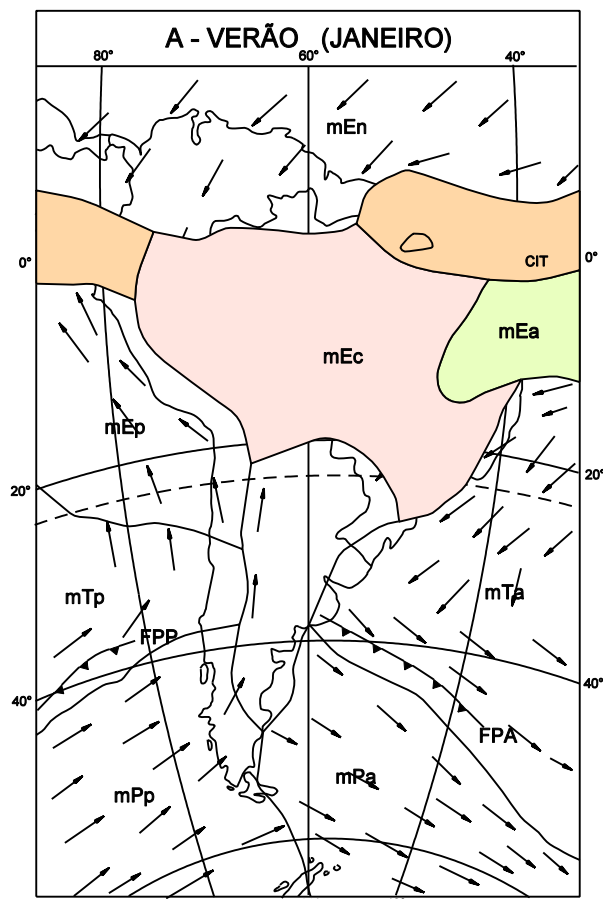 A - VERÃO (JANEIRO)
80° 60° 40°
mEn
0° 0°
CIT
mEa
mEc
mEp
20° 20°
mTp mTa
FPP
40° 40°
FPA
mPa
mPp